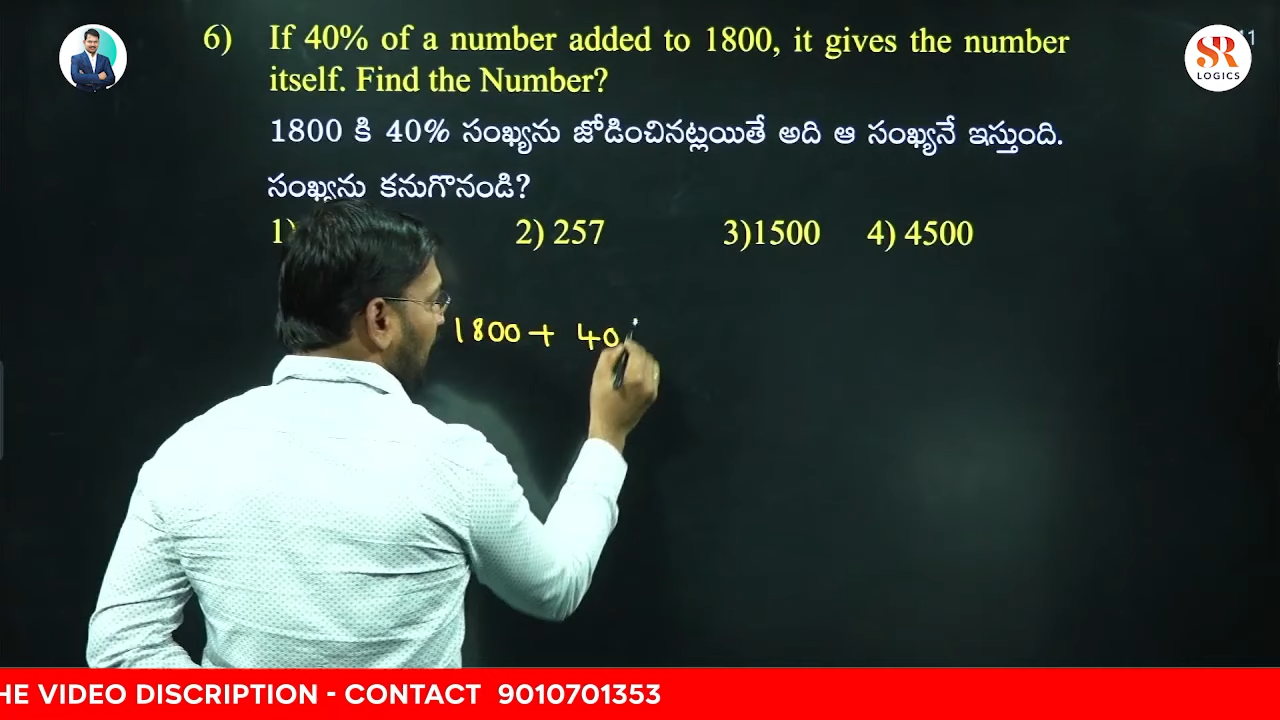 6) If 40% of a number added to 1800, it gives the number
itself. Find the Number?
1800 కి 40% సంఖ్యను జోడించినట్లయితే అది ఆ సంఖ్యనే ఇస్తుంది.
సంఖ్యను కనుగొనండి?
1) 2) 257 3)1500 4) 4500
1800 + 40
SR
LOGICS
HE VIDEO DISCRIPTION - CONTACT 9010701353